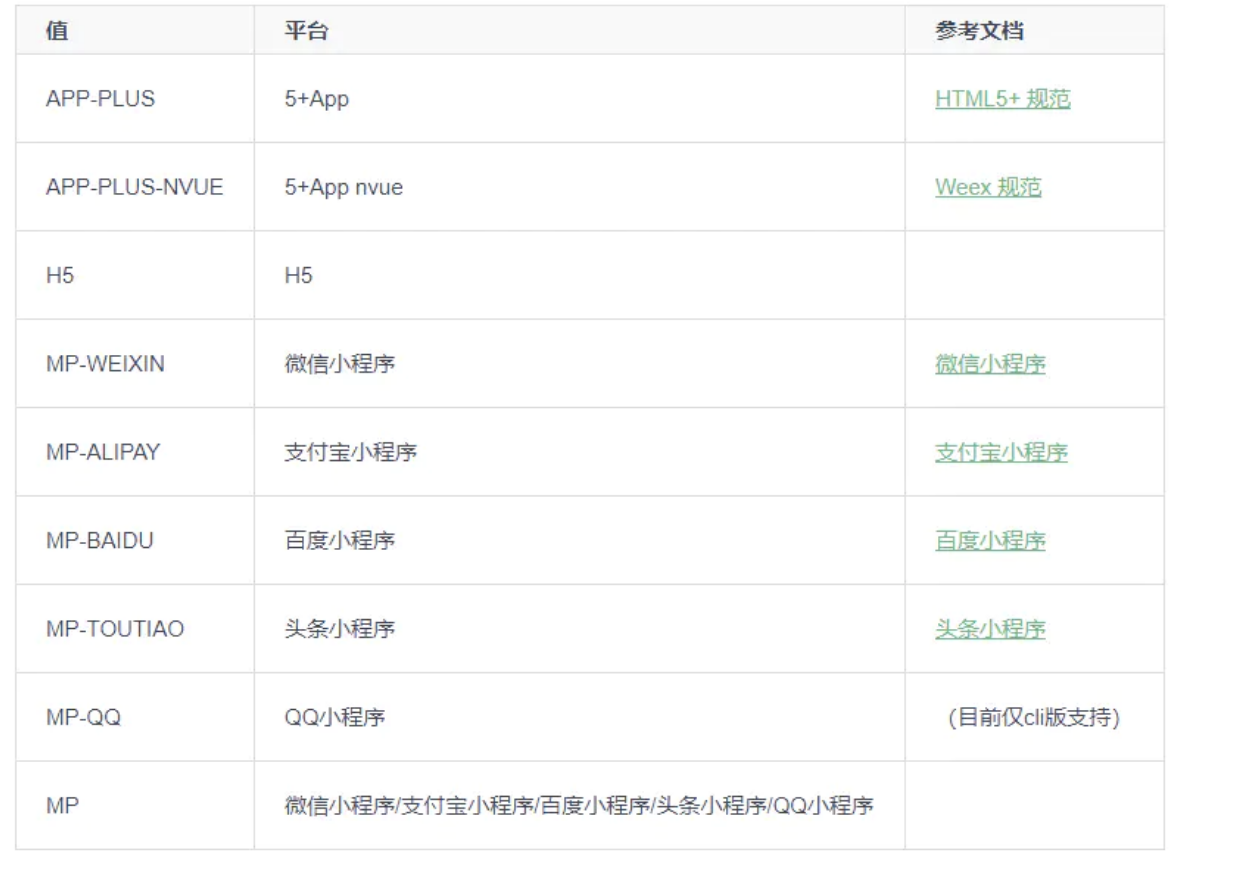 值 平台 参考文档
APP-PLUS 5+App HTML5+ 规范
APP-PLUS-NVUE 5+App nvue Weex 规范
H5 H5
MP-WEIXIN 微信小程序 微信小程序
MP-ALIPAY 支付宝小程序 支付宝小程序
MP-BAIDU 百度小程序 百度小程序
MP-TOUTIAO 头条小程序 头条小程序
MP-QQ QQ小程序 （目前仅cli版支持）
MP 微信小程序/支付宝小程序/百度小程序/头条小程序/QQ小程序